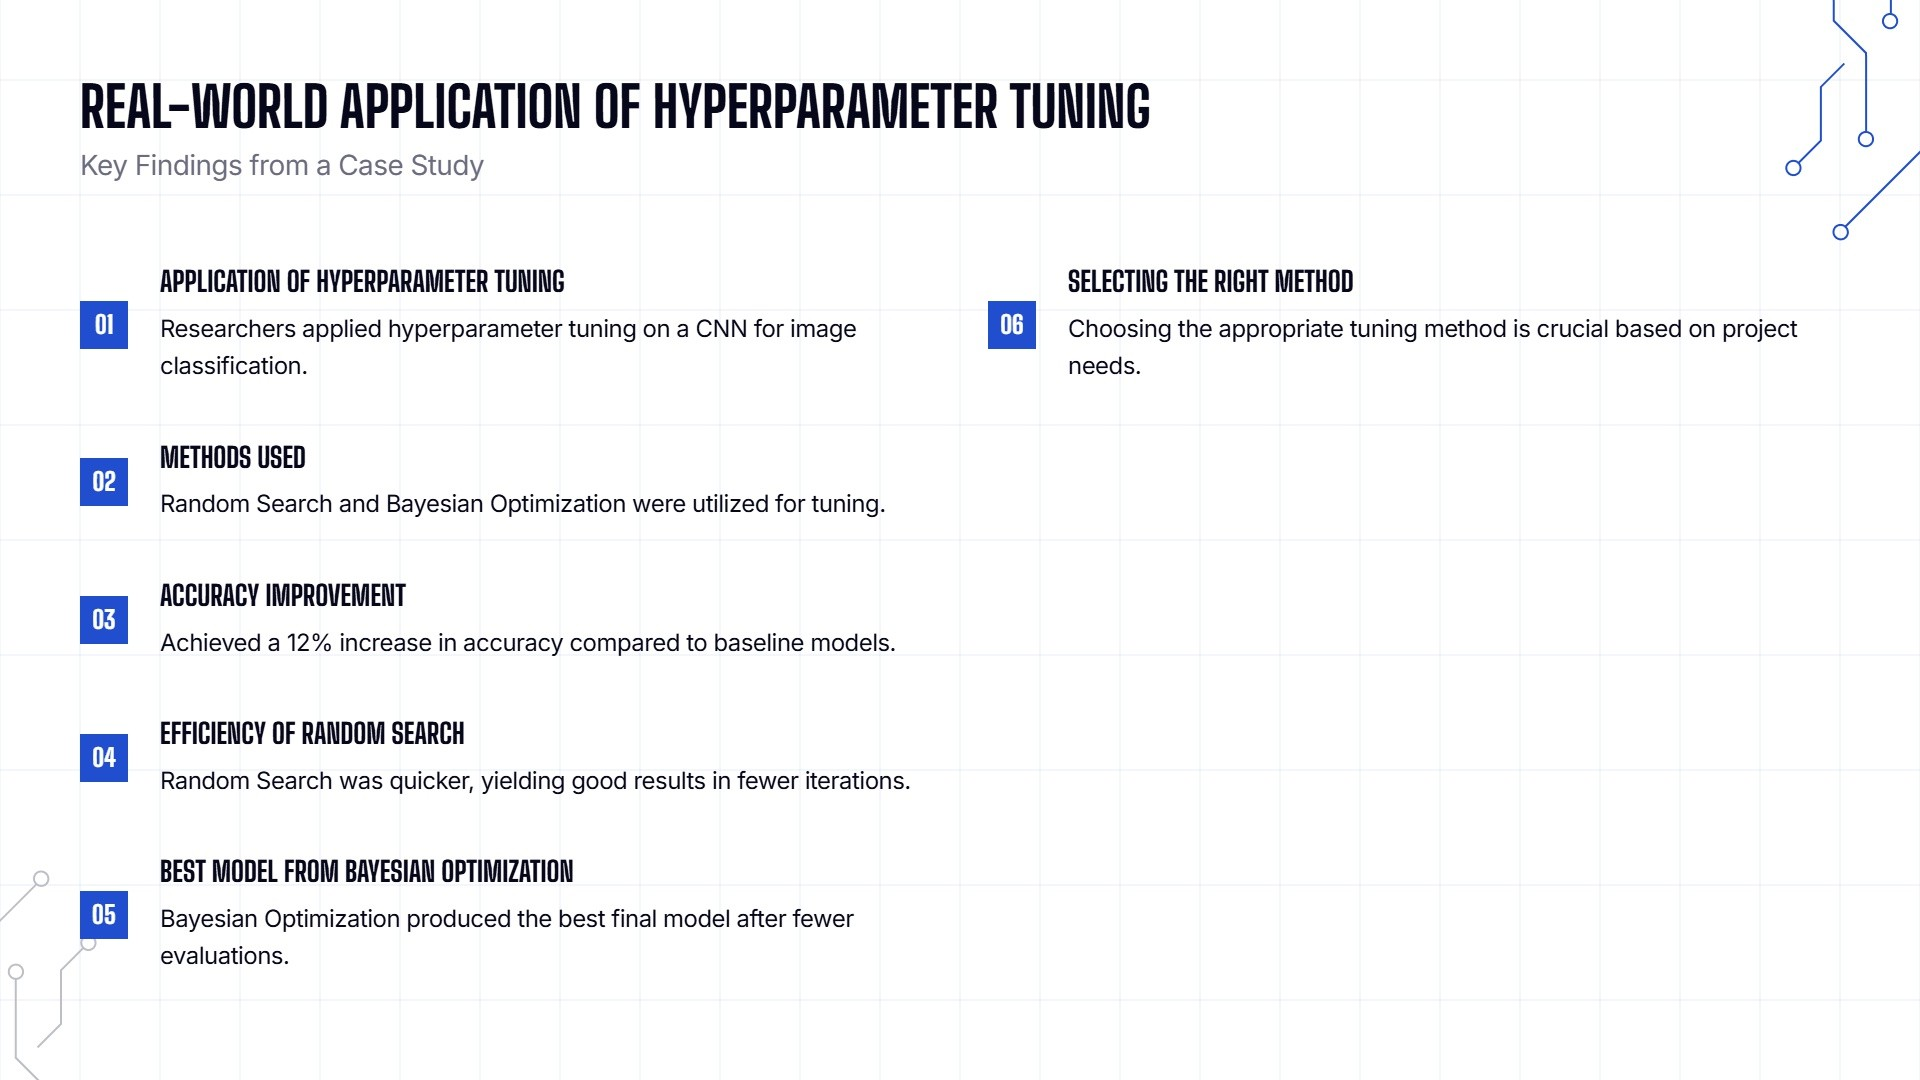 REAL-WORLD APPLICATION OF HYPERPARAMETER TUNING
Key Findings from a Case Study
01
APPLICATION OF HYPERPARAMETER TUNING
Researchers applied hyperparameter tuning on a CNN for image
classification.
02
METHODS USED
Random Search and Bayesian Optimization were utilized for tuning.
03
ACCURACY IMPROVEMENT
Achieved a 12% increase in accuracy compared to baseline models.
04
EFFICIENCY OF RANDOM SEARCH
Random Search was quicker, yielding good results in fewer iterations.
05
BEST MODEL FROM BAYESIAN OPTIMIZATION
Bayesian Optimization produced the best final model after fewer
evaluations.
06
SELECTING THE RIGHT METHOD
Choosing the appropriate tuning method is crucial based on project
needs.